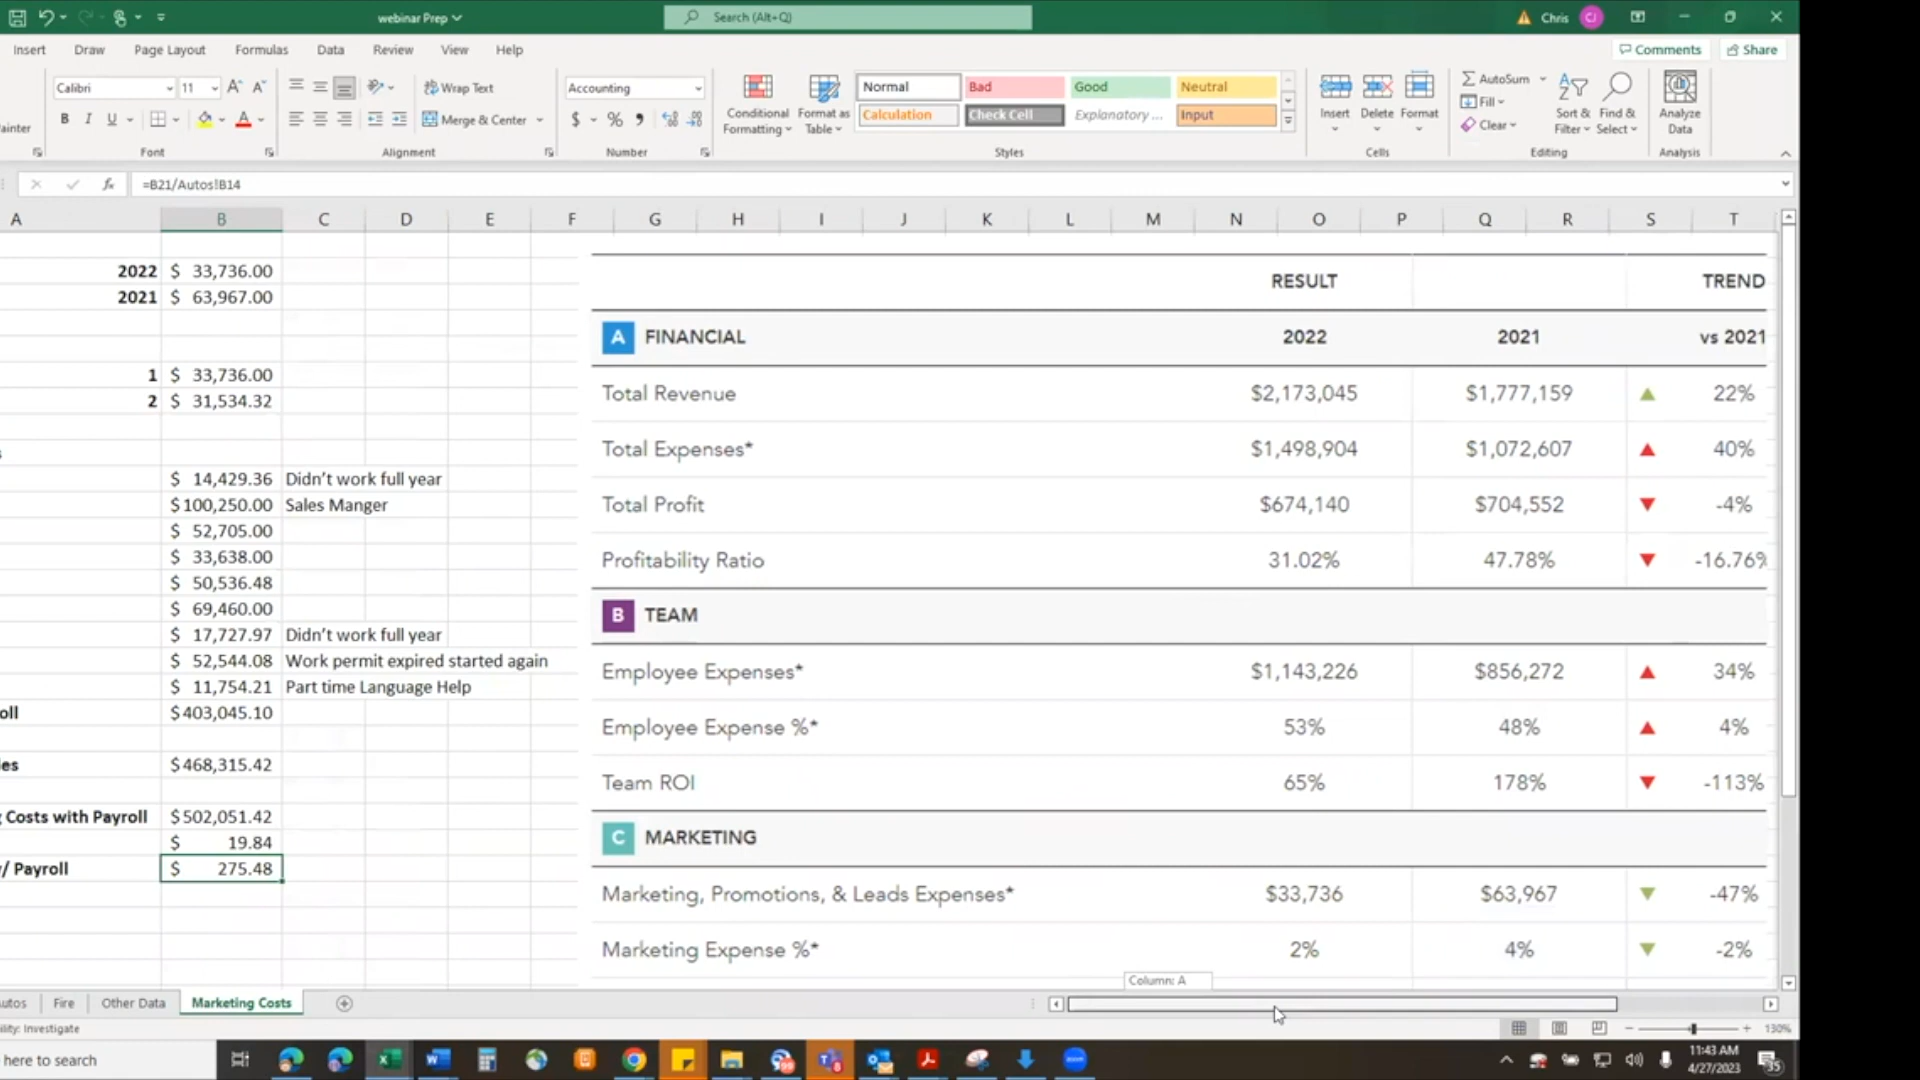 webinar Prep
Search (Alt+Q)
Chris CJ
Insert Draw Page Layout Formulas Data Review View Help
Comments Share
Calibri 11 A A
Wrap Text
Accounting
Normal Bad Good Neutral
AutoSum
Fill
Clear
ainter
B I U A
Merge & Center
$ % 9
Conditional Formatting
Format as Table
Calculation Check Cell Explanatory ... Input
Insert Delete Format
Sort & Filter
Find & Select
Analyze Data
Font Alignment Number Styles Cells Editing Analysis
fx =B21/Autos!B14
A B C D E F G H I J K L M N O P Q R S T
2022 $ 33,736.00
2021 $ 63,967.00
1 $ 33,736.00
2 $ 31,534.32
s
$ 14,429.36 Didn't work full year
$100,250.00 Sales Manger
$ 52,705.00
$ 33,638.00
$ 50,536.48
$ 69,460.00
$ 17,727.97 Didn't work full year
$ 52,544.08 Work permit expired started again
$ 11,754.21 Part time Language Help
oll $403,045.10
les $468,315.42
g Costs with Payroll $502,051.42
$ 19.84
/ Payroll $ 275.48
RESULT TREND
A FINANCIAL 2022 2021 vs 2021
Total Revenue $2,173,045 $1,777,159 22%
Total Expenses* $1,498,904 $1,072,607 40%
Total Profit $674,140 $704,552 -4%
Profitability Ratio 31.02% 47.78% -16.76%
B TEAM
Employee Expenses* $1,143,226 $856,272 34%
Employee Expense %* 53% 48% 4%
Team ROI 65% 178% -113%
C MARKETING
Marketing, Promotions, & Leads Expenses* $33,736 $63,967 -47%
Marketing Expense %* 2% 4% -2%
Column: A
utos Fire Other Data Marketing Costs
ility: Investigate
130%
here to search
11:43 AM
4/27/2023
35